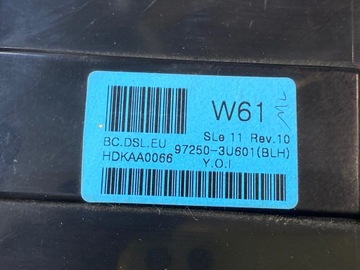 W61
BC.DSL.EU
SLe 11 Rev.10
HDKAA0066
97250-3U601(BLH)
Y.O.I